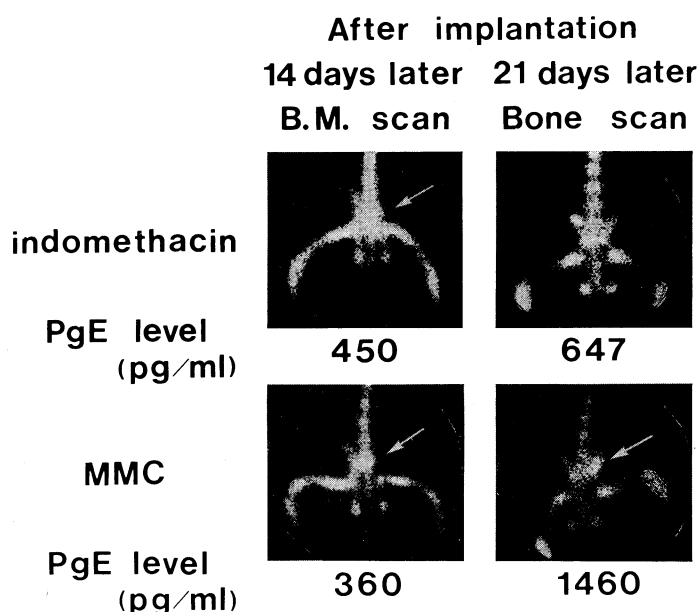 After implantation
14 days later 21 days later
B.M. scan Bone scan
indomethacin
PgE level
(pg/ml)
450 647
MMC
PgE level
(pg/ml)
360 1460